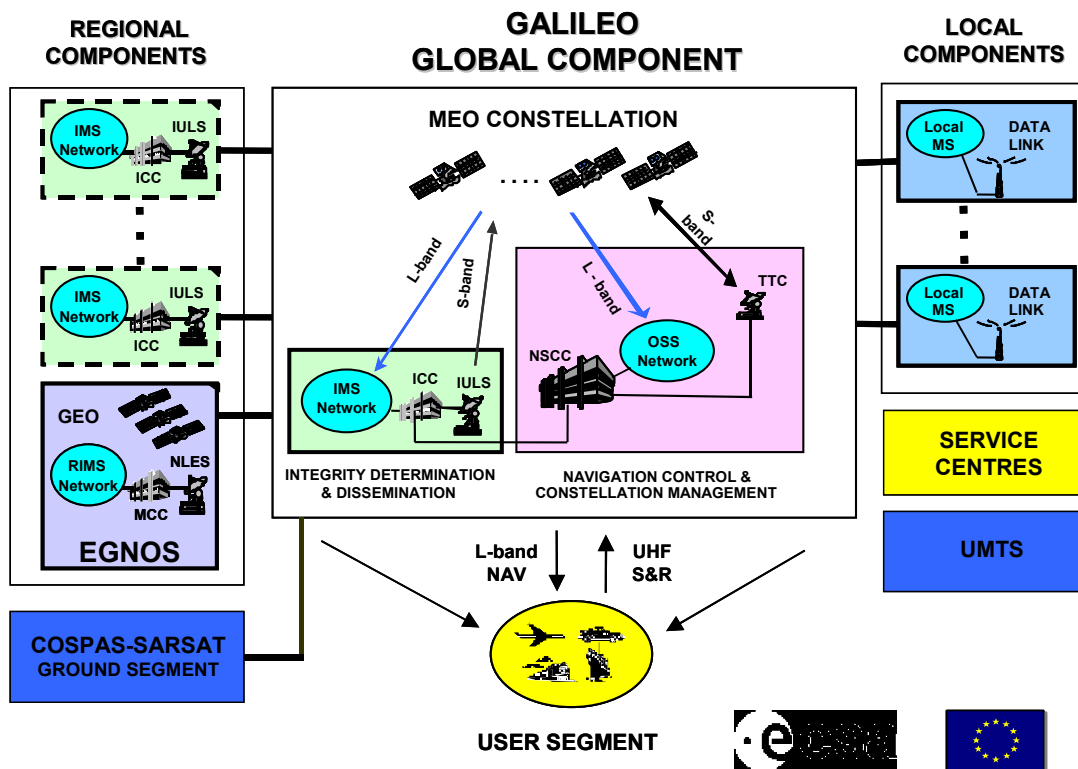 REGIONAL
COMPONENTS
GALILEO
GLOBAL COMPONENT
LOCAL
COMPONENTS
IMS
Network
IULS
ICC
IMS
Network
IULS
ICC
GEO
RIMS
Network
NLES
MCC
EGNOS
COSPAS-SARSAT
GROUND SEGMENT
MEO CONSTELLATION
....
L-band
S-band
L - band
S-
band
TTC
OSS
Network
NSCC
IMS
Network
ICC
IULS
INTEGRITY DETERMINATION
& DISSEMINATION
NAVIGATION CONTROL &
CONSTELLATION MANAGEMENT
Local
MS
DATA
LINK
Local
MS
DATA
LINK
SERVICE
CENTRES
UMTS
L-band
NAV
UHF
S&R
USER SEGMENT
esa